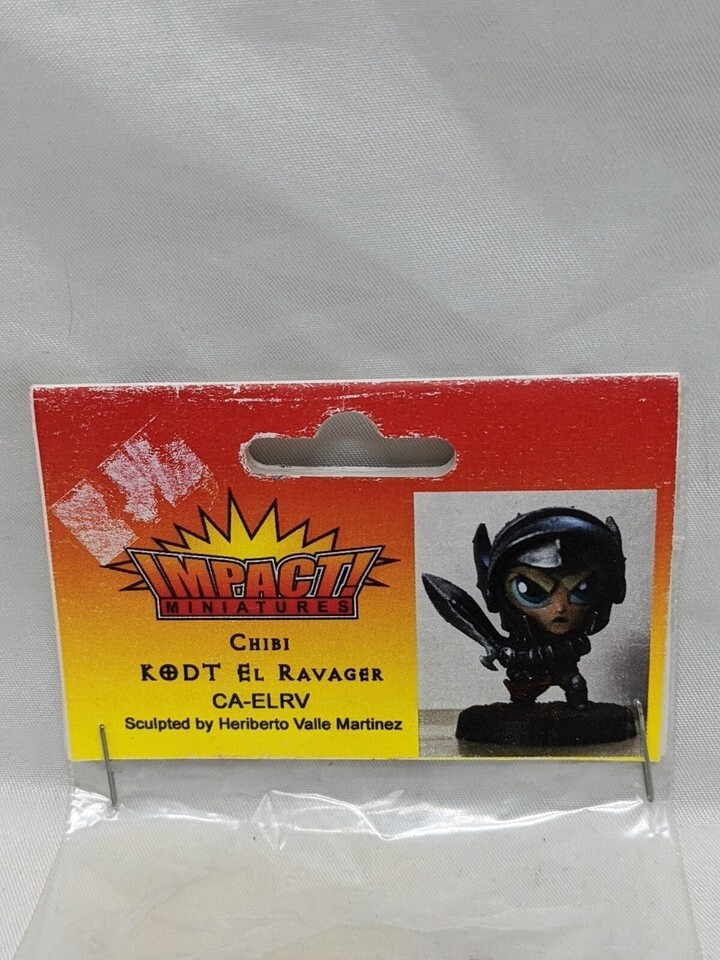 IMPACT!
MINIATURES
CHIBI
KODT EL RAVAGER
CA-ELRV
Sculpted by Heriberto Valle Martinez